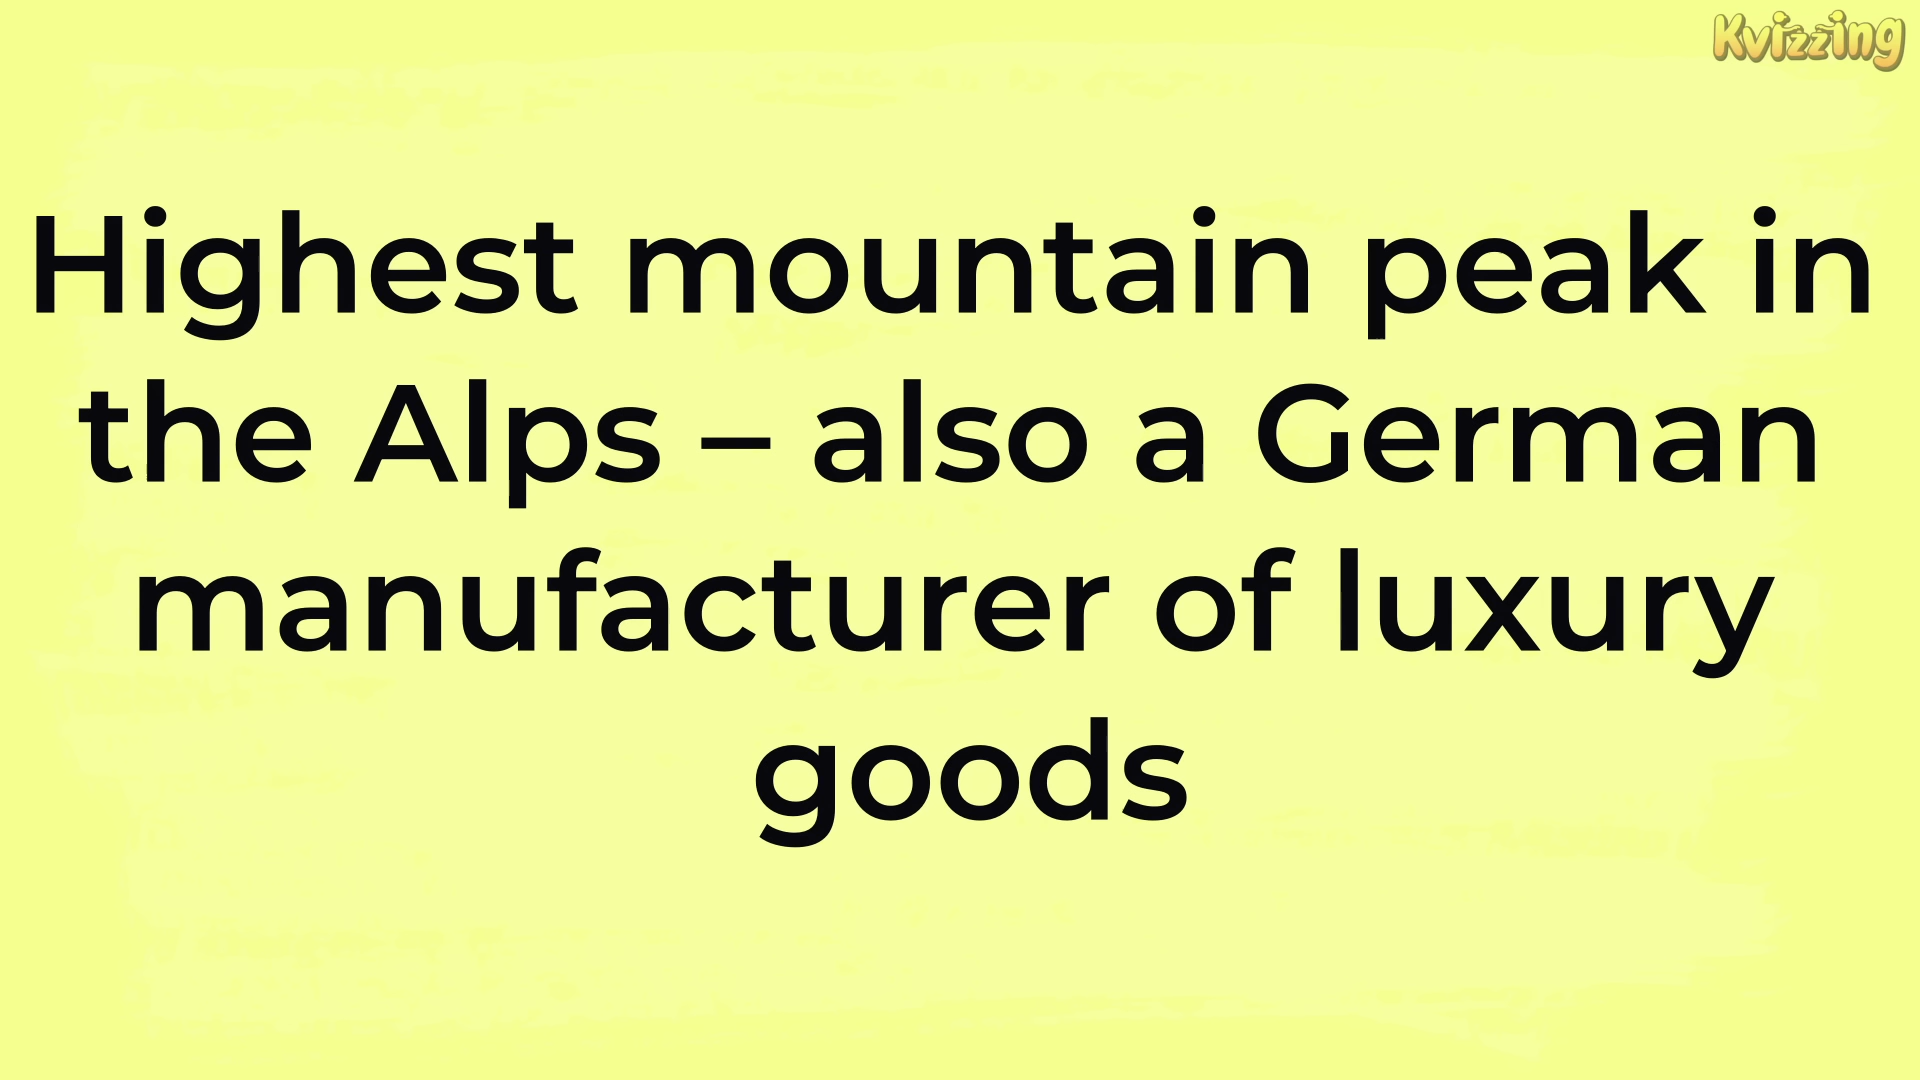 Kvizzing
Highest mountain peak in
the Alps – also a German
manufacturer of luxury
goods